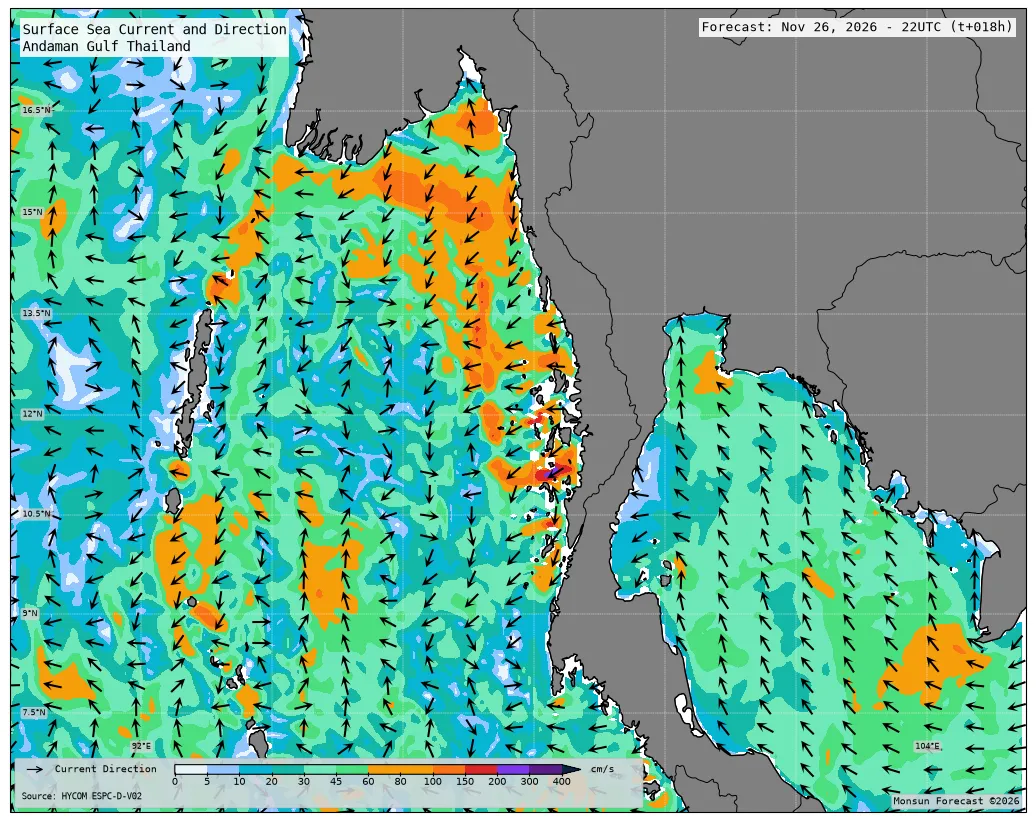 Surface Sea Current and Direction
Andaman Gulf Thailand
Forecast: Nov 26, 2026 - 22UTC (t+018h)
16.5°N
15°N
13.5°N
12°N
10.5°N
9°N
7.5°N
92°E
104°E
Current Direction
0 5 10 20 30 45 60 80 100 150 200 300 400 cm/s
Source: HYCOM ESPC-D-V02
Monsun Forecast ©2026